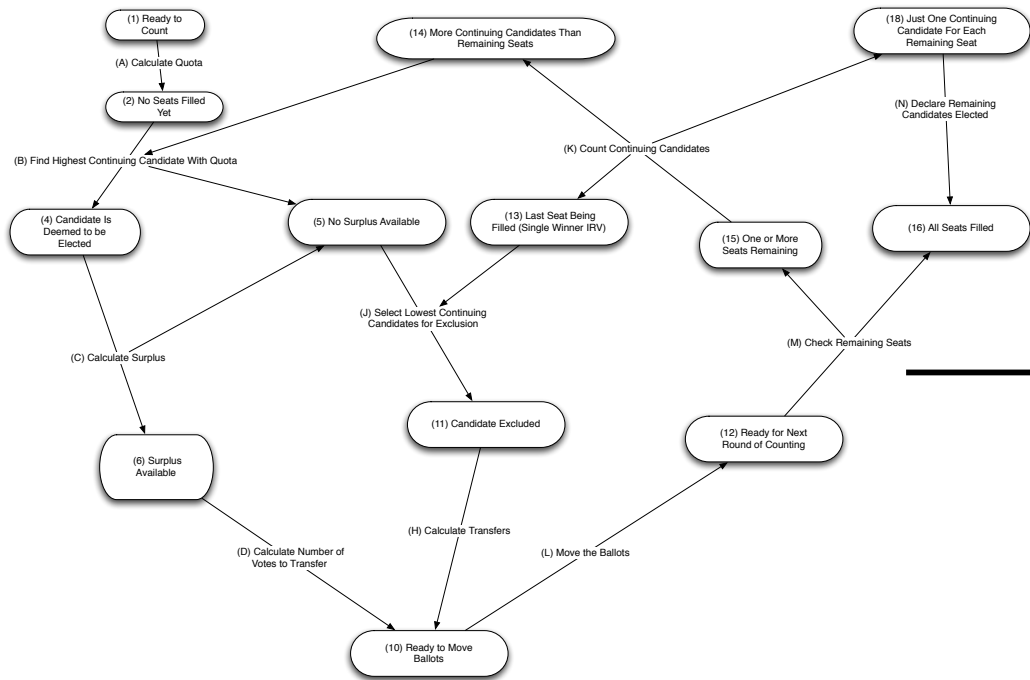 (1) Ready to
Count
(14) More Continuing Candidates Than
Remaining Seats
(18) Just One Continuing
Candidate For Each
Remaining Seat
(A) Calculate Quota
(2) No Seats Filled
Yet
(N) Declare Remaining
Candidates Elected
(B) Find Highest Continuing Candidate With Quota
(K) Count Continuing Candidates
(4) Candidate Is
Deemed to be
Elected
(5) No Surplus Available
(13) Last Seat Being
Filled (Single Winner IRV)
(15) One or More
Seats Remaining
(16) All Seats Filled
(J) Select Lowest Continuing
Candidates for Exclusion
(C) Calculate Surplus
(M) Check Remaining Seats
(11) Candidate Excluded
(12) Ready for Next
Round of Counting
(6) Surplus
Available
(H) Calculate Transfers
(D) Calculate Number of
Votes to Transfer
(L) Move the Ballots
(10) Ready to Move
Ballots